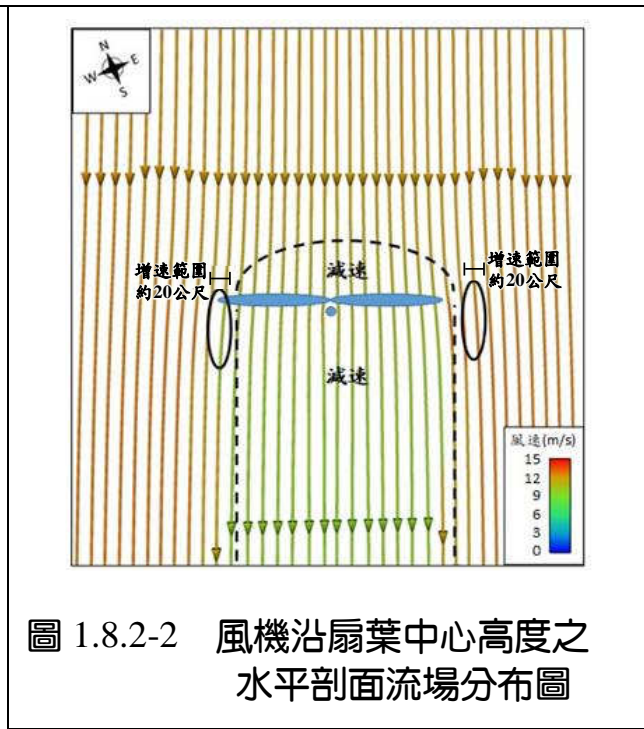 N
W E
S
增速範圍
約20公尺
減速
增速範圍
約20公尺
減速
風速(m/s)
15
12
9
6
3
0
圖 1.8.2-2 風機沿扇葉中心高度之
水平剖面流場分布圖